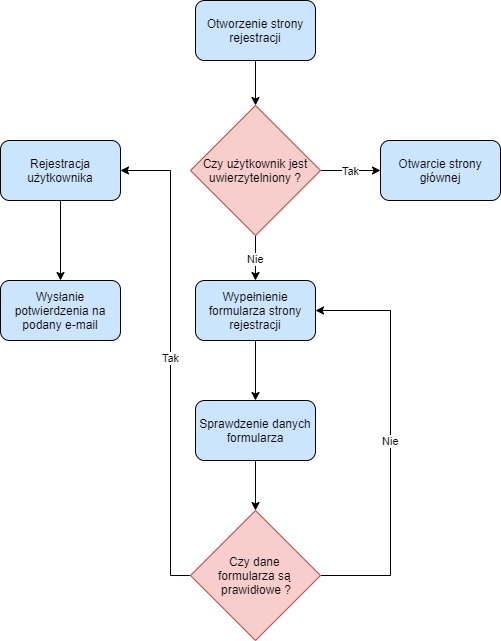 Otworzenie strony
rejestracji
Czy użytkownik jest
uwierzytelniony ?
Tak
Otwarcie strony
głównej
Rejestracja
użytkownika
Nie
Wypełnienie
formularza strony
rejestracji
Wysłanie
potwierdzenia na
podany e-mail
Tak
Sprawdzenie danych
formularza
Nie
Czy dane
formularza są
prawidłowe ?